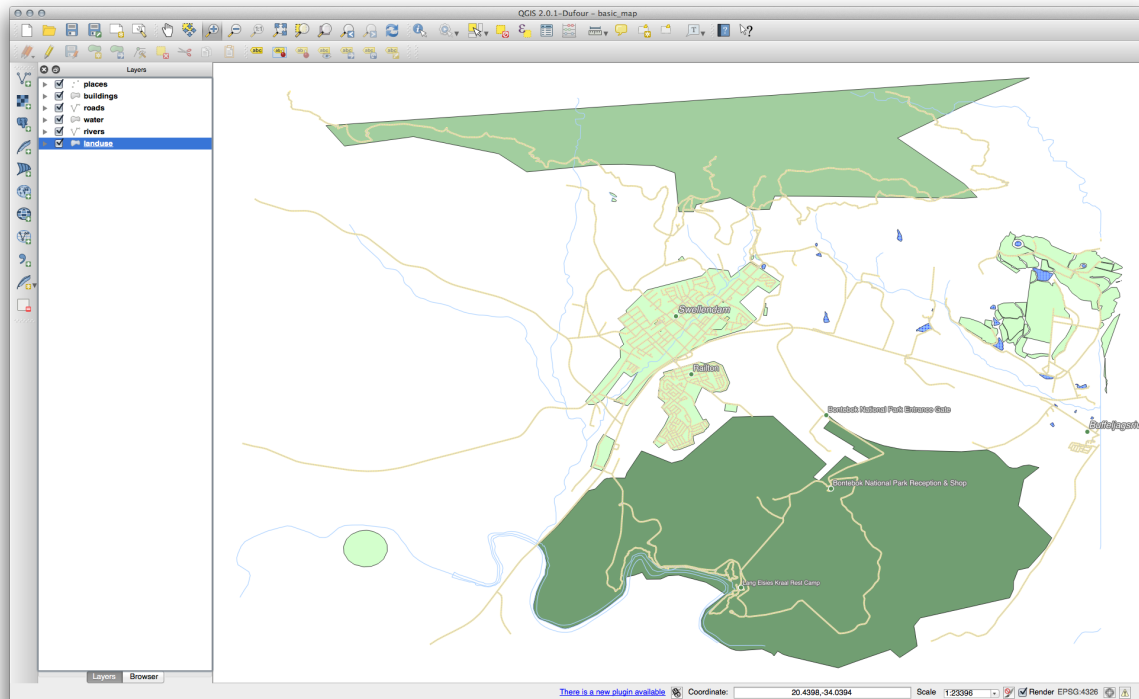 QGIS 2.0.1-Dufour - basic_map
Layers
places
buildings
roads
water
rivers
landuse
Swellendam
Railton
Bontebok National Park Entrance Gate
Bontebok National Park Reception & Shop
Lang Elsies Kraal Rest Camp
Layers
Browser
There is a new plugin available
Coordinate:
20.4398,-34.0394
Scale
1:23396
Render
EPSG:4326